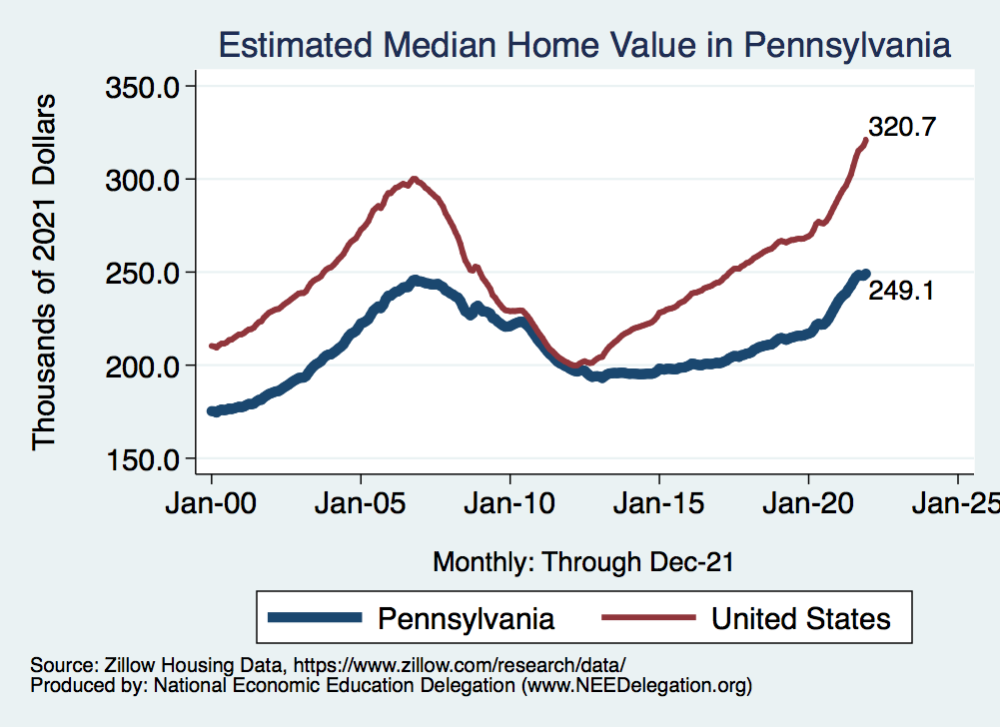 Estimated Median Home Value in Pennsylvania
Thousands of 2021 Dollars
350.0
300.0
250.0
200.0
150.0
320.7
249.1
Jan-00 Jan-05 Jan-10 Jan-15 Jan-20 Jan-25
Monthly: Through Dec-21
Pennsylvania United States
Source: Zillow Housing Data, https://www.zillow.com/research/data/
Produced by: National Economic Education Delegation (www.NEEDelegation.org)